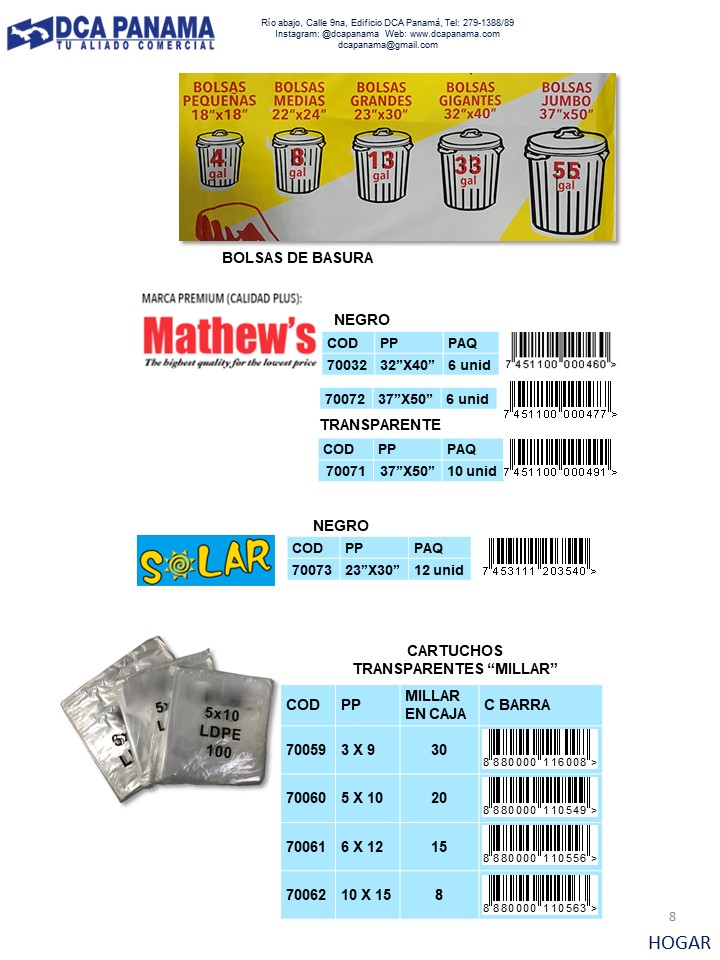 DCA PANAMA
TU ALIADO COMERCIAL
Río abajo, Calle 9na, Edificio DCA Panamá, Tel: 279-1388/89
Instagram: @dcapanama Web: www.dcapanama.com
dcapanama@gmail.com
BOLSAS PEQUEÑAS 18"x18"
BOLSAS MEDIAS 22"x24"
BOLSAS GRANDES 23"x30"
BOLSAS GIGANTES 32"x40"
BOLSAS JUMBO 37"x50"
4 gal
8 gal
13 gal
33 gal
55 gal
BOLSAS DE BASURA
MARCA PREMIUM (CALIDAD PLUS):
Mathew's
The highest quality for the lowest price
NEGRO
COD PP PAQ
70032 32”X40” 6 unid
7 451100 000460 >
70072 37”X50” 6 unid
7 451100 000477 >
TRANSPARENTE
COD PP PAQ
70071 37”X50” 10 unid
7 451100 000491 >
SOLAR
NEGRO
COD PP PAQ
70073 23”X30” 12 unid
7 453111 203540 >
5x10
LDPE
100
CARTUCHOS
TRANSPARENTES “MILLAR”
COD PP MILLAR EN CAJA C BARRA
70059 3 X 9 30
8 880000 116008 >
70060 5 X 10 20
8 880000 110549 >
70061 6 X 12 15
8 880000 110556 >
70062 10 X 15 8
8 880000 110563 >
8
HOGAR